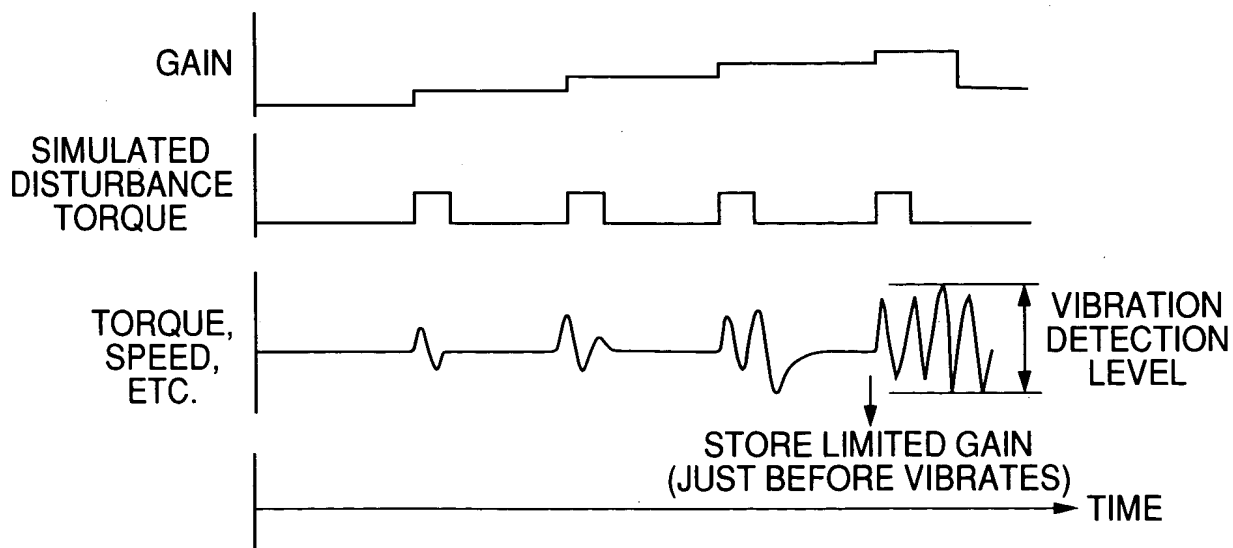 GAIN
SIMULATED
DISTURBANCE
TORQUE
TORQUE,
SPEED,
ETC.
VIBRATION
DETECTION
LEVEL
STORE LIMITED GAIN
(JUST BEFORE VIBRATES)
TIME